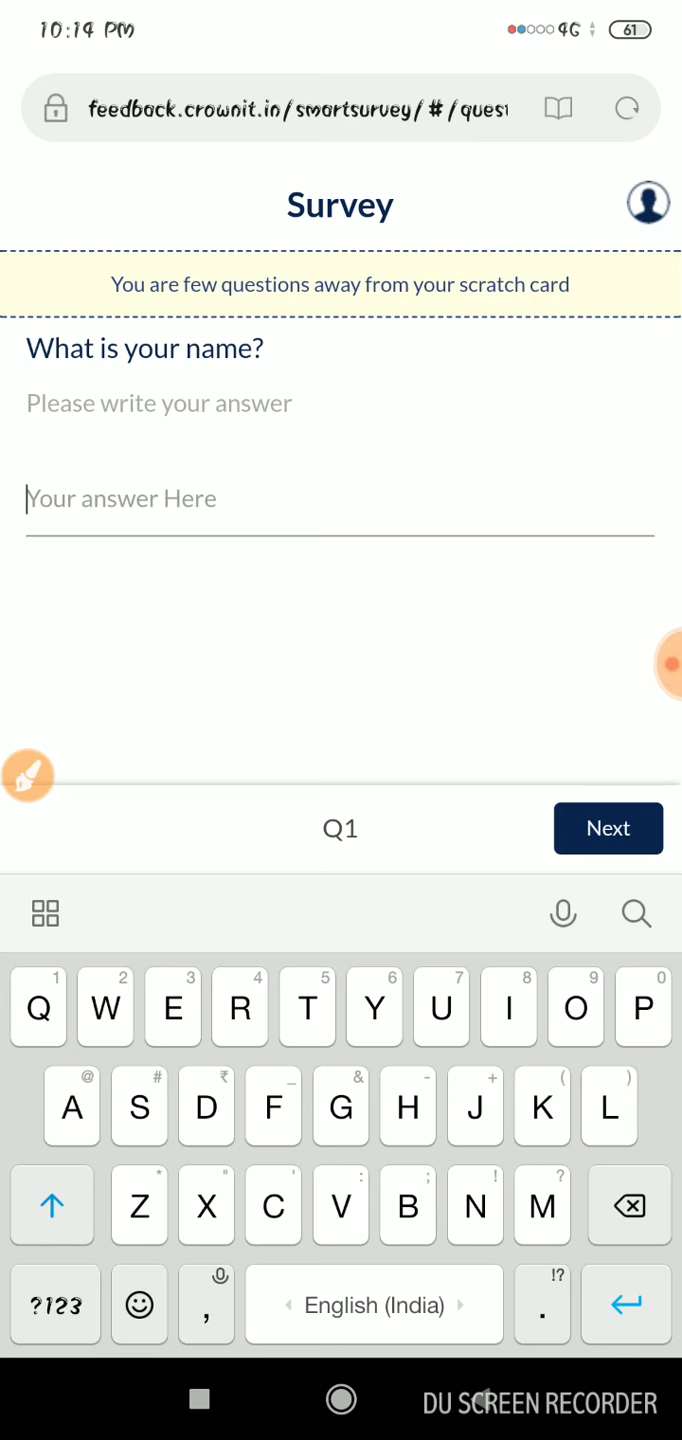 10:14 PM 4G 61
feedback.crownit.in/smartsurvey/#/quest
Survey
You are few questions away from your scratch card
What is your name?
Please write your answer
Your answer Here
Q1 Next
1 2 3 4 5 6 7 8 9 0
Q W E R T Y U I O P
@ # ₹ _ & - + ( )
A S D F G H J K L
* " ' : ; ! ?
Z X C V B N M
!?
?123 , English (India) .
DU SCREEN RECORDER